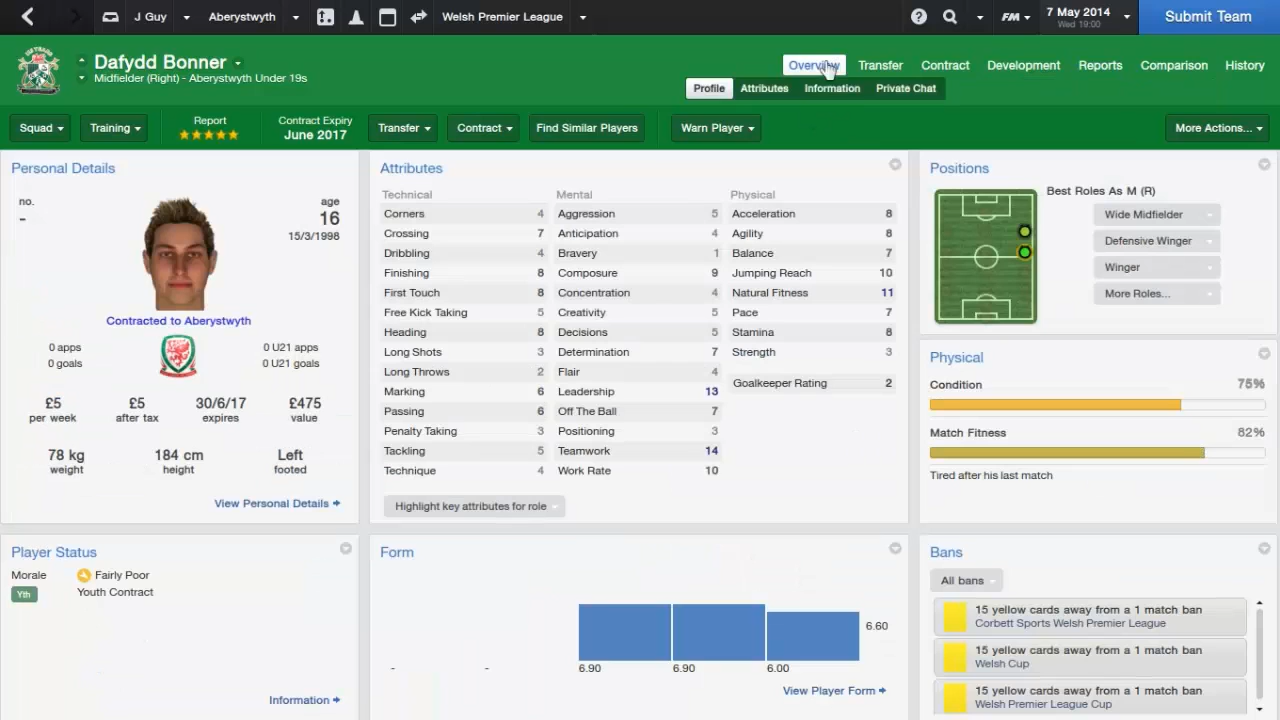 J Guy
Aberystwyth
Welsh Premier League
FM
7 May 2014
Wed 19:00
Submit Team
Dafydd Bonner
Midfielder (Right) - Aberystwyth Under 19s
Overview
Transfer
Contract
Development
Reports
Comparison
History
Profile
Attributes
Information
Private Chat
Squad
Training
Report
Contract Expiry
June 2017
Transfer
Contract
Find Similar Players
Warn Player
More Actions...
Personal Details
no.
-
age
16
15/3/1998
Contracted to Aberystwyth
0 apps
0 goals
0 U21 apps
0 U21 goals
£5
per week
£5
after tax
30/6/17
expires
£475
value
78 kg
weight
184 cm
height
Left
footed
View Personal Details
Attributes
Technical
Corners 4
Crossing 7
Dribbling 4
Finishing 8
First Touch 8
Free Kick Taking 5
Heading 8
Long Shots 3
Long Throws 2
Marking 6
Passing 6
Penalty Taking 3
Tackling 5
Technique 4
Mental
Aggression 5
Anticipation 4
Bravery 1
Composure 9
Concentration 4
Creativity 5
Decisions 5
Determination 7
Flair 4
Leadership 13
Off The Ball 7
Positioning 3
Teamwork 14
Work Rate 10
Physical
Acceleration 8
Agility 8
Balance 7
Jumping Reach 10
Natural Fitness 11
Pace 7
Stamina 8
Strength 3
Goalkeeper Rating 2
Highlight key attributes for role
Positions
Best Roles As M (R)
Wide Midfielder
Defensive Winger
Winger
More Roles...
Physical
Condition 75%
Match Fitness 82%
Tired after his last match
Player Status
Morale Fairly Poor
Yth Youth Contract
Information
Form
- - 6.90 6.90 6.00
6.60
View Player Form
Bans
All bans
15 yellow cards away from a 1 match ban
Corbett Sports Welsh Premier League
15 yellow cards away from a 1 match ban
Welsh Cup
15 yellow cards away from a 1 match ban
Welsh Premier League Cup